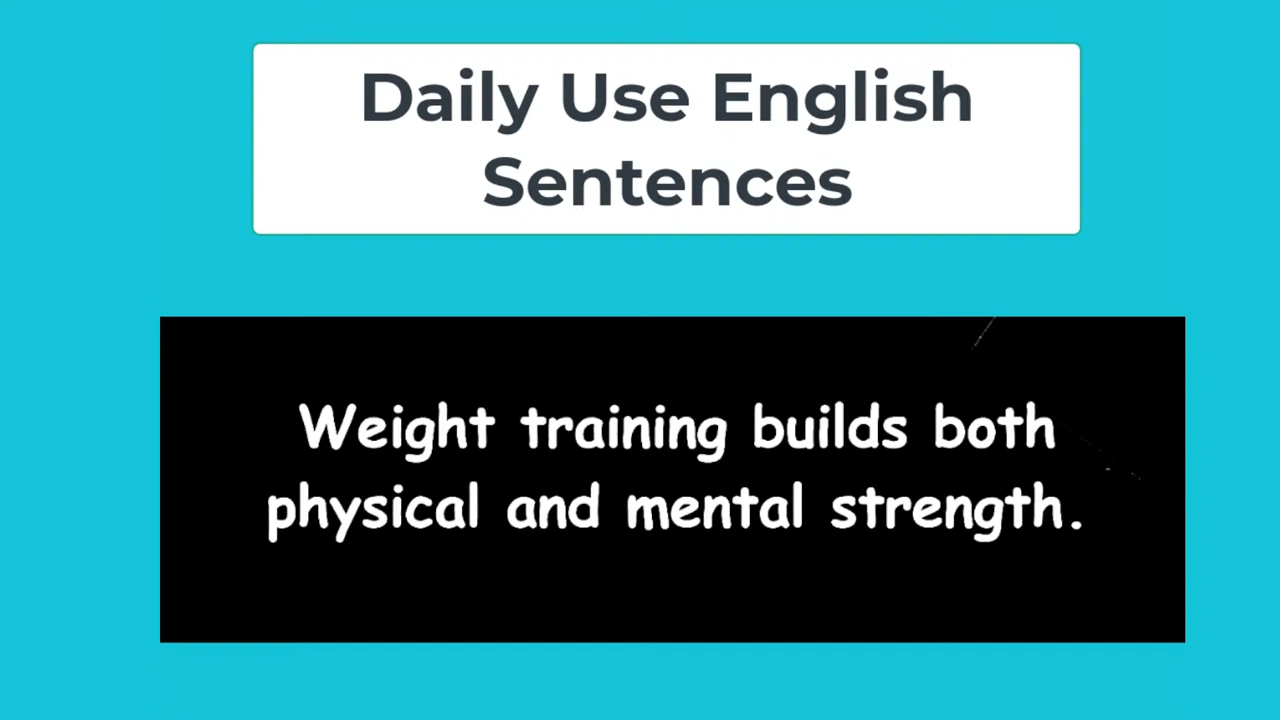 Daily Use English
Sentences
Weight training builds both
physical and mental strength.